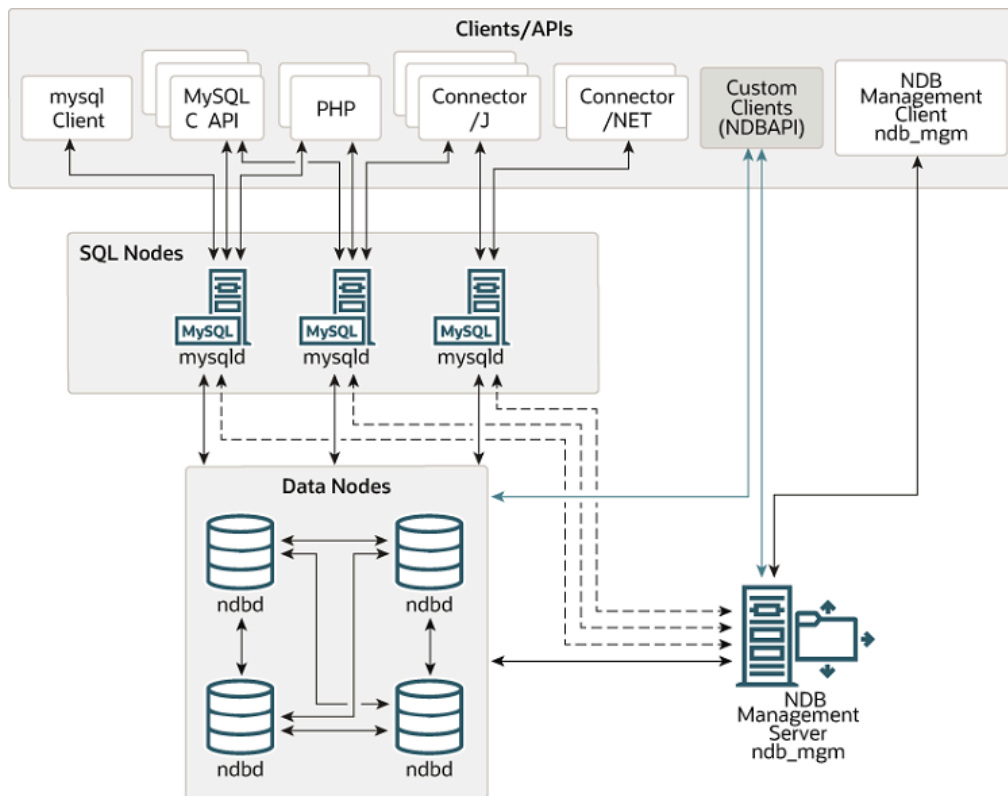 Clients/APIs
mysql
Client
MySQL
C API
PHP
Connector
/J
Connector
/NET
Custom
Clients
(NDBAPI)
NDB
Management
Client
ndb_mgm
SQL Nodes
MySQL
mysqld
MySQL
mysqld
MySQL
mysqld
Data Nodes
ndbd
ndbd
ndbd
ndbd
NDB
Management
Server
ndb_mgm